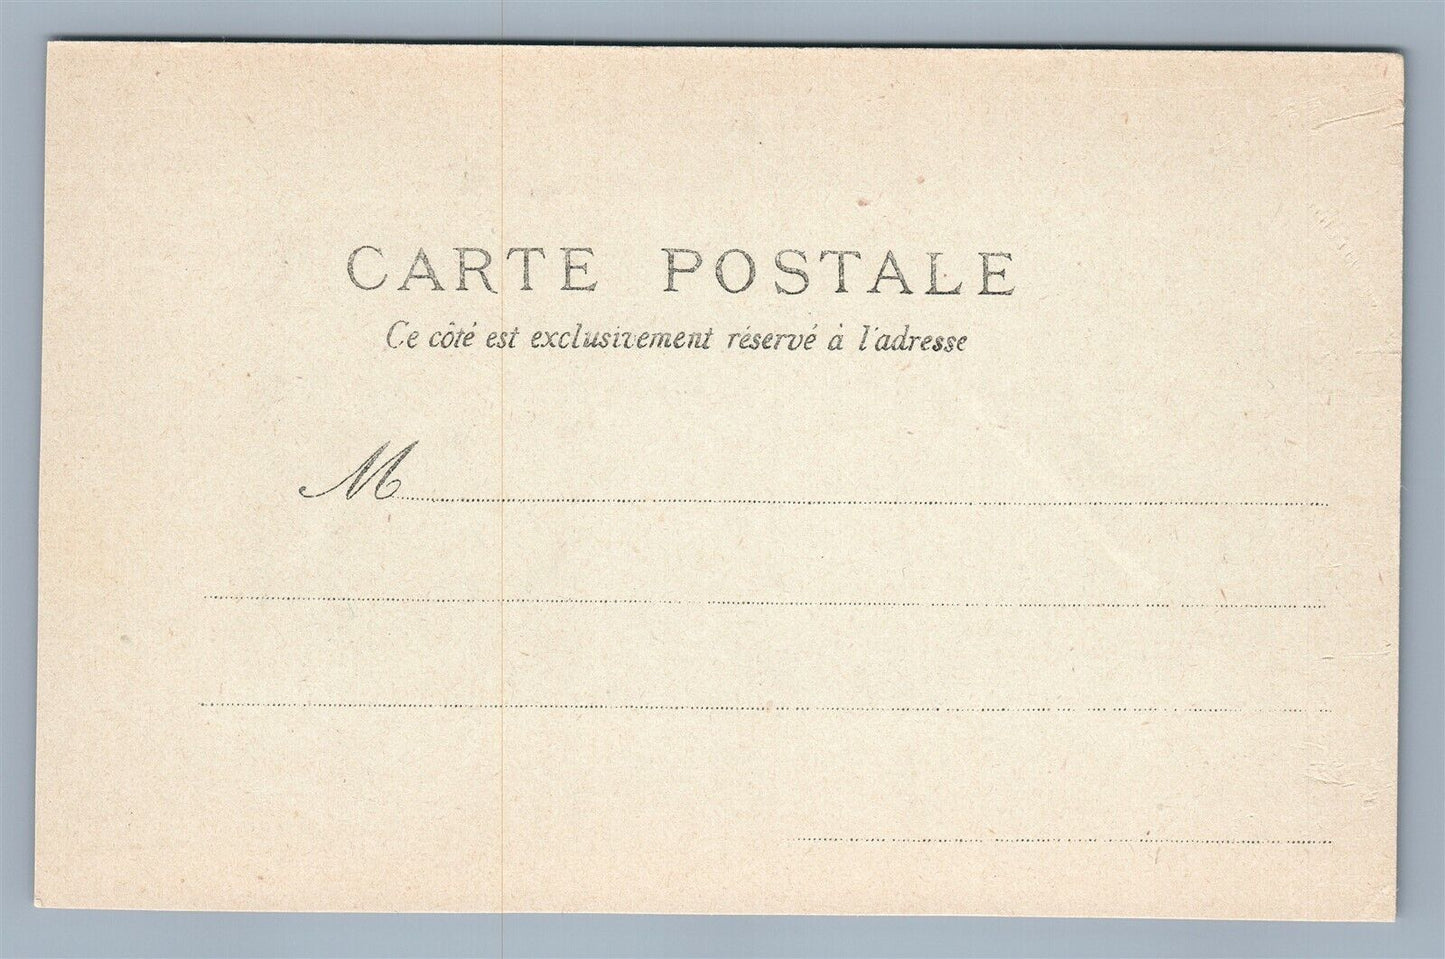 CARTE POSTALE
Ce côté est exclusivement réservé à l'adresse
M